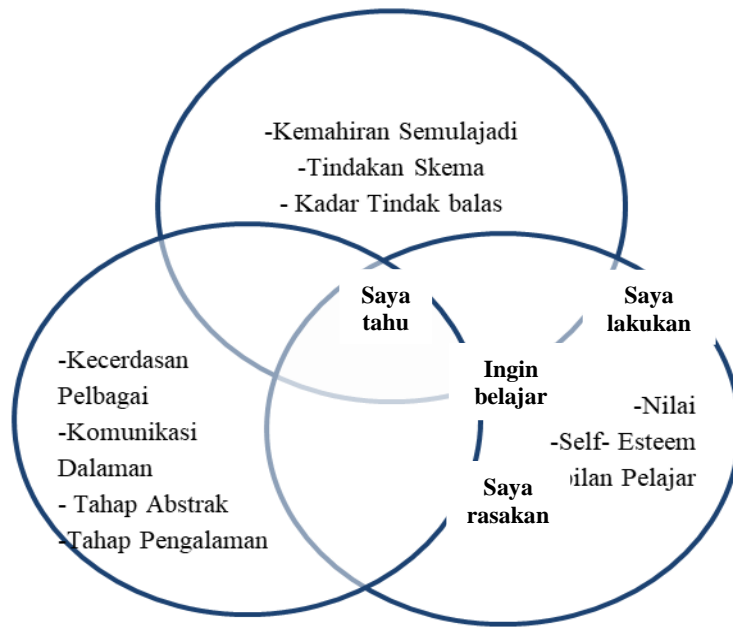 -Kemahiran Semulajadi
-Tindakan Skema
- Kadar Tindak balas
Saya
tahu
Saya
lakukan
-Kecerdasan
Pelbagai
-Komunikasi
Dalaman
- Tahap Abstrak
-Tahap Pengalaman
Ingin
belajar
-Nilai
-Self- Esteem
Pelajar
Saya
rasakan